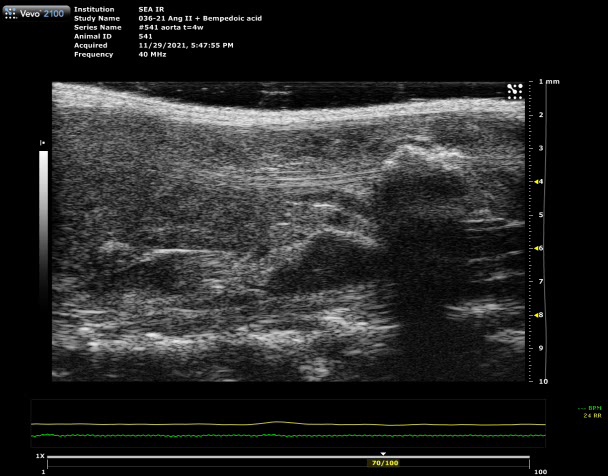 Vevo 2100
Institution SEA IR
Study Name 036-21 Ang II + Bempedoic acid
Series Name #541 aorta t=4w
Animal ID 541
Acquired 11/29/2021, 5:47:55 PM
Frequency 40 MHz
1 mm
2
3
4
5
6
7
8
9
10
--- BPM
24 RR
1X
70/100
1
100